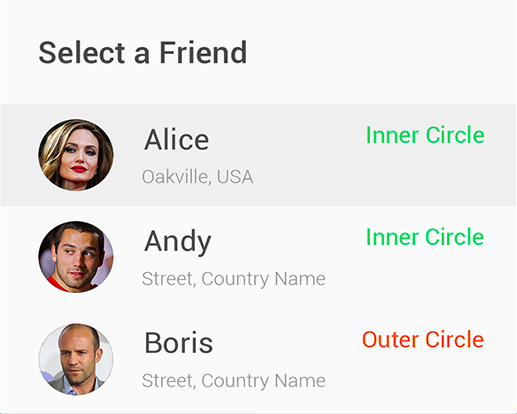 Select a Friend
Alice
Inner Circle
Oakville, USA
Andy
Inner Circle
Street, Country Name
Boris
Outer Circle
Street, Country Name